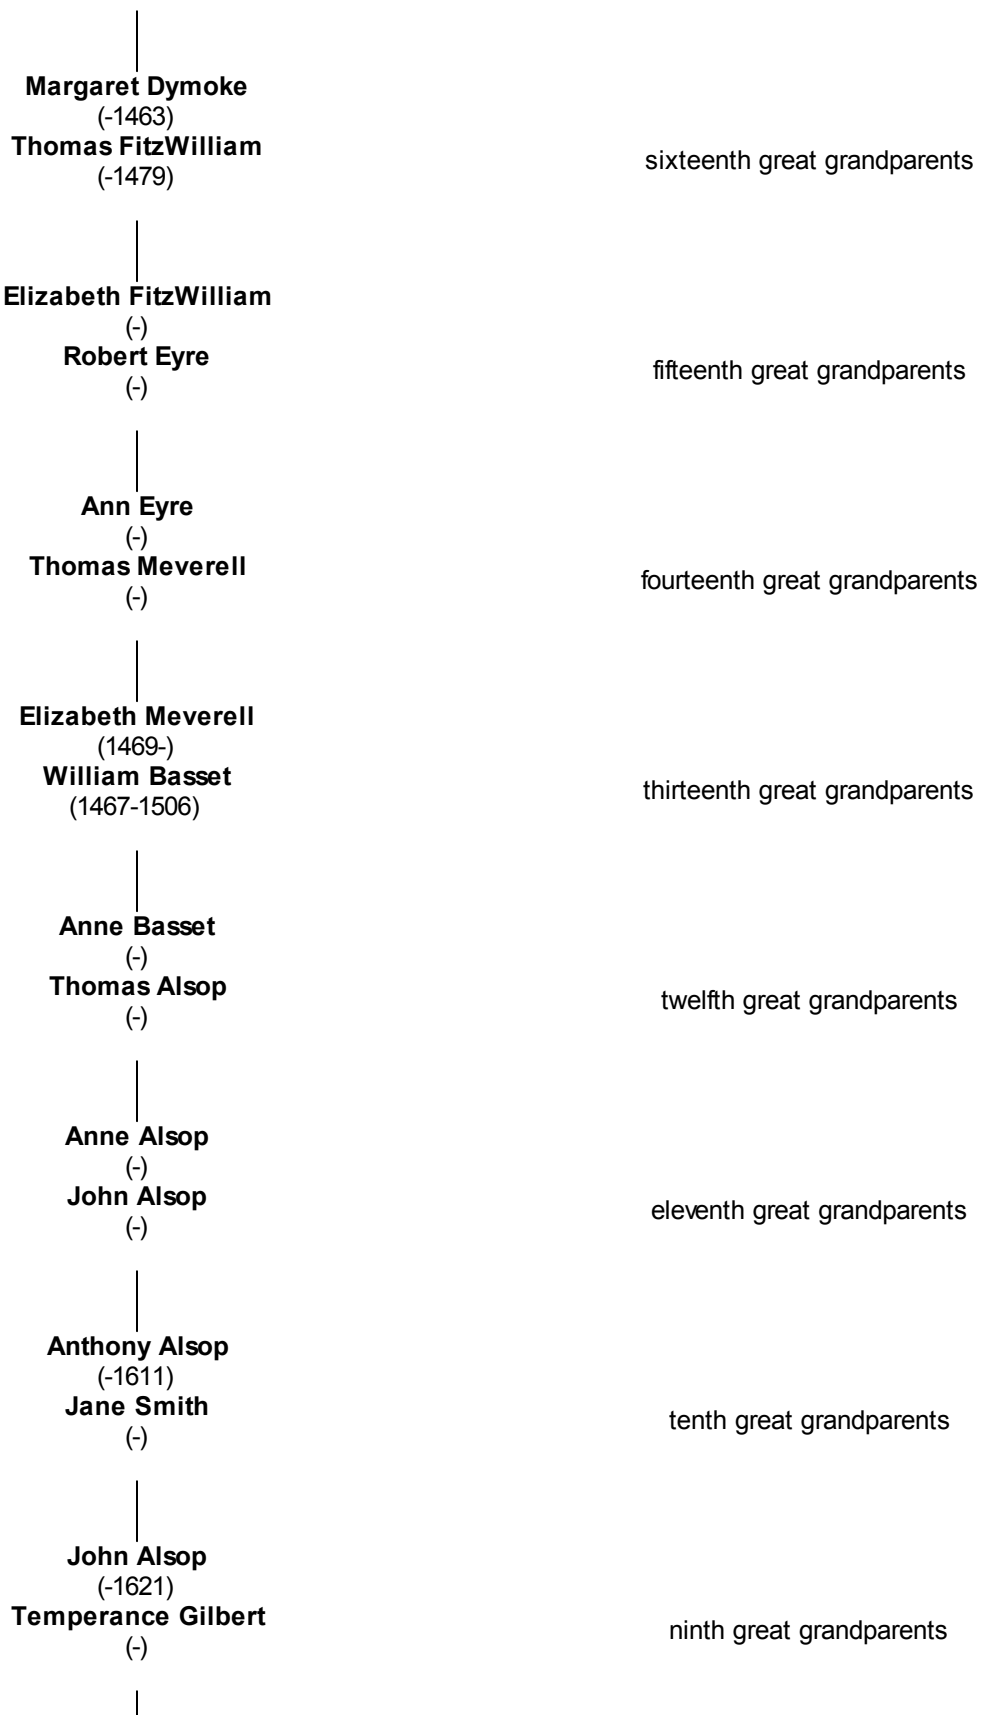 Margaret Dymoke
(-1463)
Thomas FitzWilliam
(-1479)
sixteenth great grandparents
Elizabeth FitzWilliam
(-)
Robert Eyre
(-)
fifteenth great grandparents
Ann Eyre
(-)
Thomas Meverell
(-)
fourteenth great grandparents
Elizabeth Meverell
(1469-)
William Basset
(1467-1506)
thirteenth great grandparents
Anne Basset
(-)
Thomas Alsop
(-)
twelfth great grandparents
Anne Alsop
(-)
John Alsop
(-)
eleventh great grandparents
Anthony Alsop
(-1611)
Jane Smith
(-)
tenth great grandparents
John Alsop
(-1621)
Temperance Gilbert
(-)
ninth great grandparents